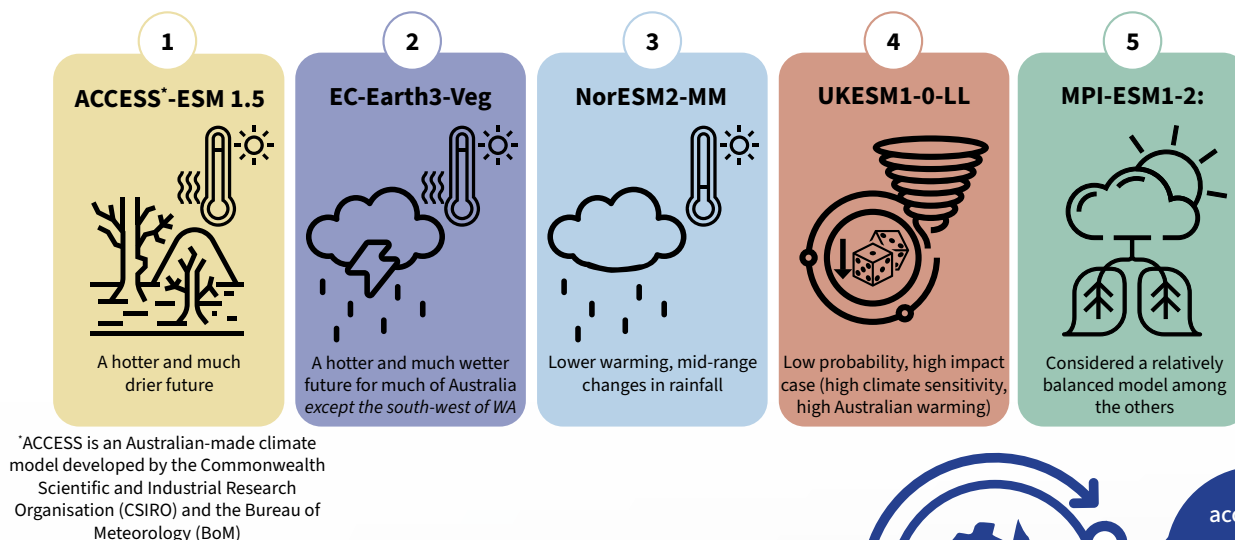 1
ACCESS*-ESM 1.5
A hotter and much
drier future
2
EC-Earth3-Veg
A hotter and much wetter
future for much of Australia
except the south-west of WA
3
NorESM2-MM
Lower warming, mid-range
changes in rainfall
4
UKESM1-0-LL
Low probability, high impact
case (high climate sensitivity,
high Australian warming)
5
MPI-ESM1-2:
Considered a relatively
balanced model among
the others
*ACCESS is an Australian-made climate
model developed by the Commonwealth
Scientific and Industrial Research
Organisation (CSIRO) and the Bureau of
Meteorology (BoM)